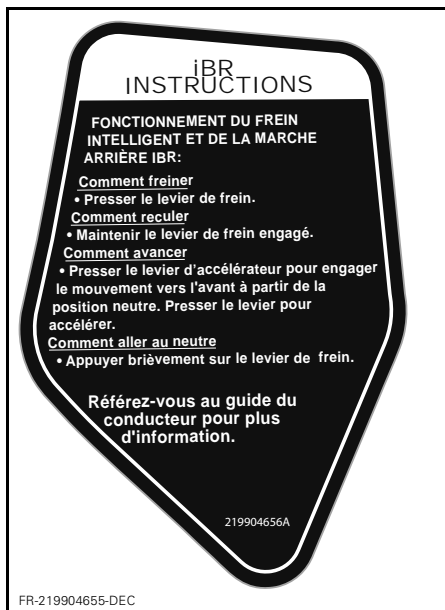 iBR
INSTRUCTIONS
FONCTIONNEMENT DU FREIN
INTELLIGENT ET DE LA MARCHE
ARRIÈRE IBR:
Comment freiner
• Presser le levier de frein.
Comment reculer
• Maintenir le levier de frein engagé.
Comment avancer
• Presser le levier d'accélérateur pour engager
le mouvement vers l'avant à partir de la
position neutre. Presser le levier pour
accélérer.
Comment aller au neutre
• Appuyer brièvement sur le levier de frein.
Référez-vous au guide du
conducteur pour plus
d'information.
219904656A
FR-219904655-DEC